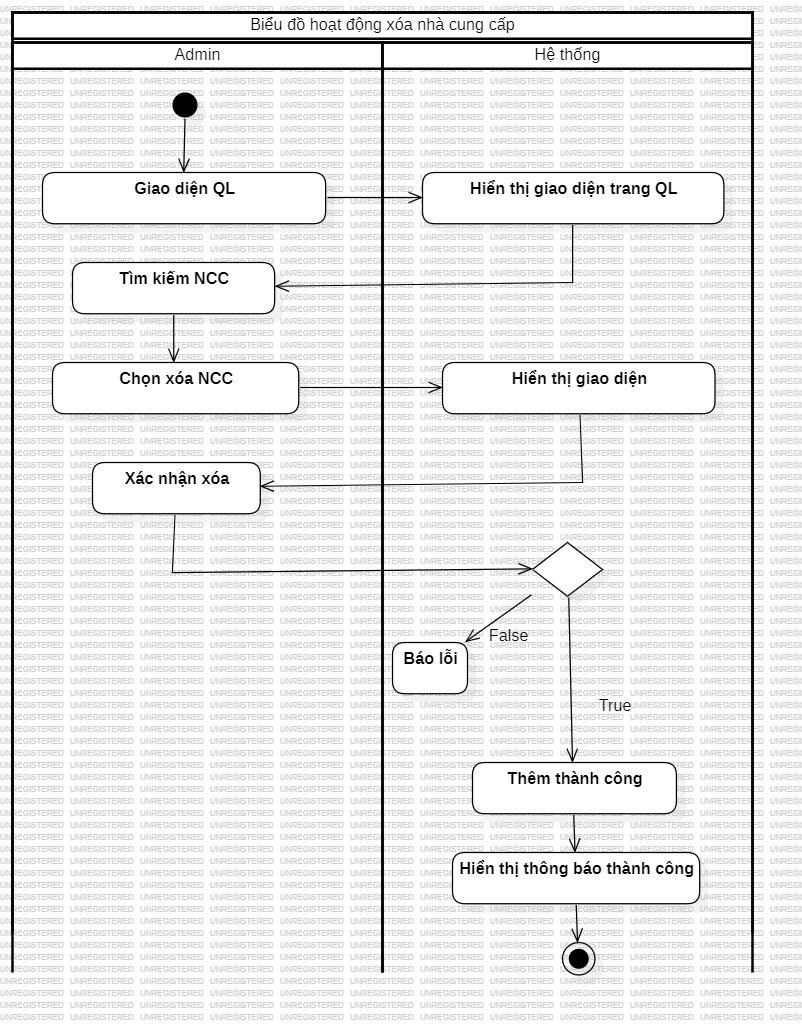 Biểu đồ hoạt động xóa nhà cung cấp
Admin
Hệ thống
Giao diện QL
Hiển thị giao diện trang QL
Tìm kiếm NCC
Chọn xóa NCC
Hiển thị giao diện
Xác nhận xóa
False
Báo lỗi
True
Thêm thành công
Hiển thị thông báo thành công
UNREGISTERED